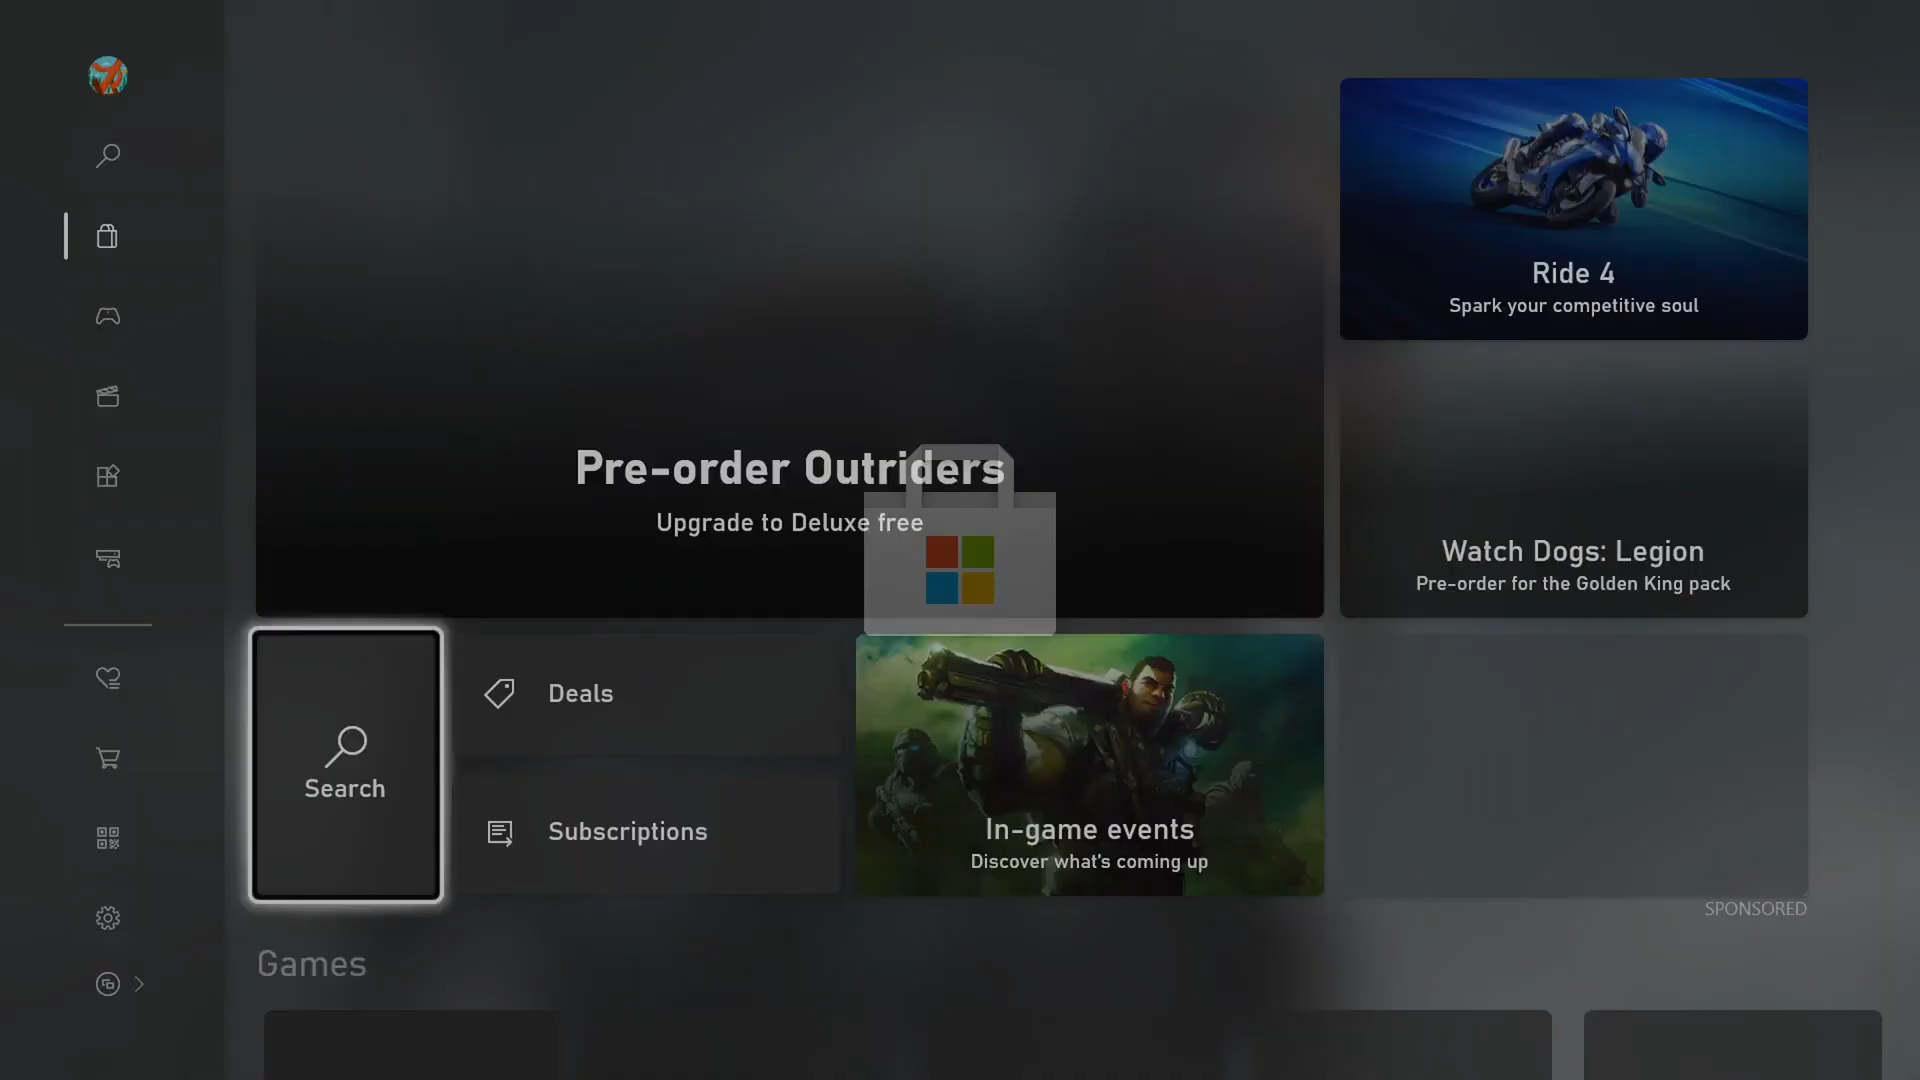 Ride 4
Spark your competitive soul
Pre-order Outriders
Upgrade to Deluxe free
Watch Dogs: Legion
Pre-order for the Golden King pack
Search
Deals
Subscriptions
In-game events
Discover what's coming up
SPONSORED
Games